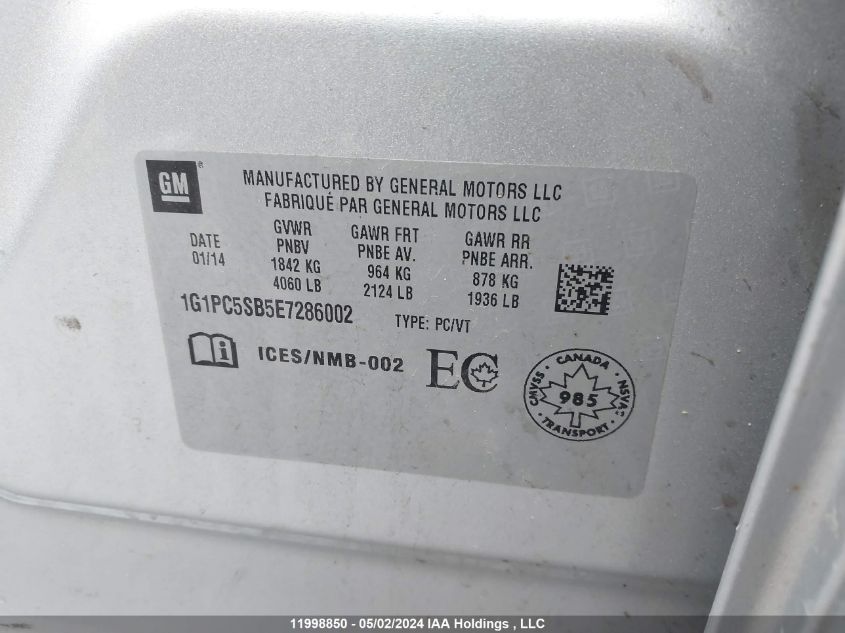 GM ®
MANUFACTURED BY GENERAL MOTORS LLC
FABRIQUÉ PAR GENERAL MOTORS LLC
DATE
01/14
GVWR
PNBV
1842 KG
4060 LB
GAWR FRT
PNBE AV.
964 KG
2124 LB
GAWR RR
PNBE ARR.
878 KG
1936 LB
1G1PC5SB5E7286002 TYPE: PC/VT
i ICES/NMB-002 EC
CANADA
CMVSS 985 NSVAC
TRANSPORT
11998850 - 05/02/2024 IAA Holdings , LLC